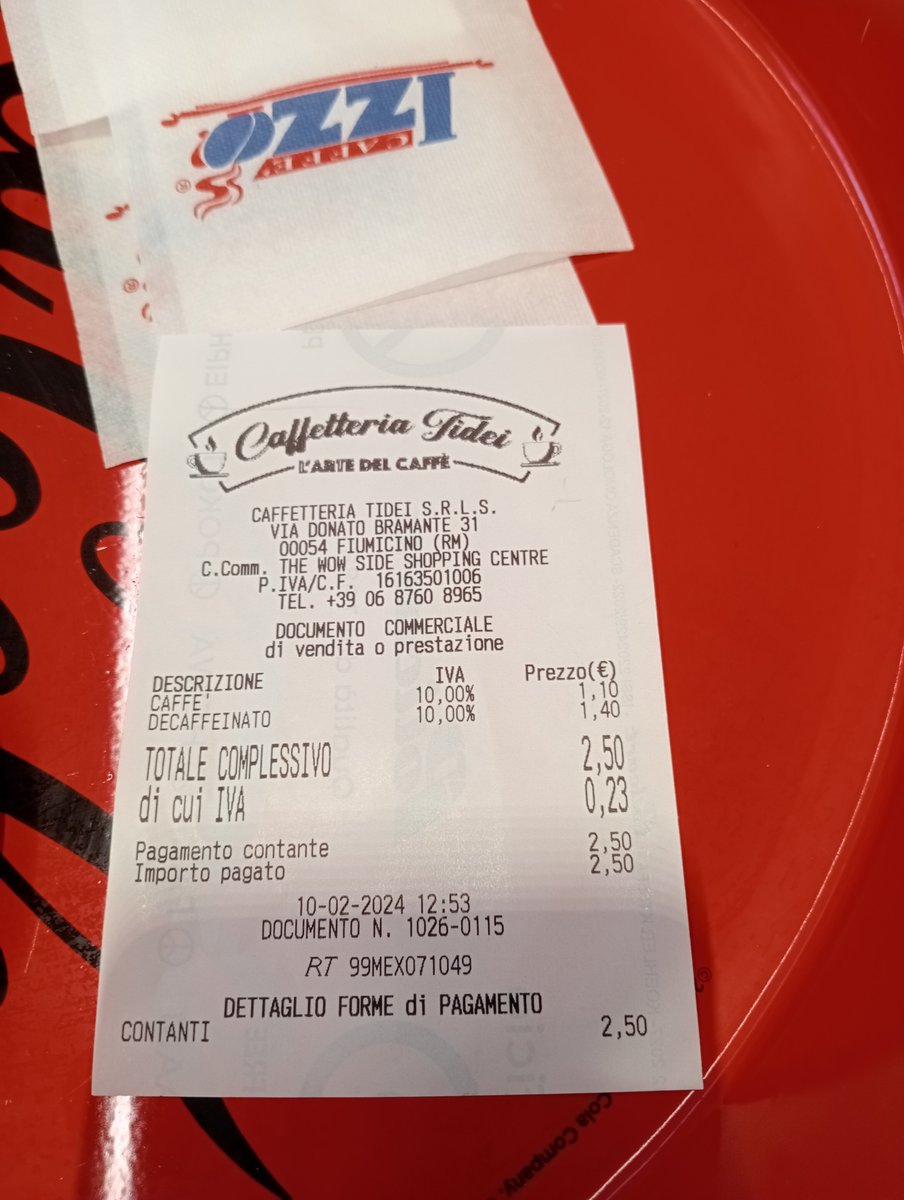 Izzo
CAFFÈ
®
®
Caffetteria Tidei
L'ARTE DEL CAFFÈ
CAFFETTERIA TIDEI S.R.L.S.
VIA DONATO BRAMANTE 31
00054 FIUMICINO (RM)
C.Comm. THE WOW SIDE SHOPPING CENTRE
P.IVA/C.F. 16163501006
TEL. +39 06 8760 8965
DOCUMENTO COMMERCIALE
di vendita o prestazione
DESCRIZIONE IVA Prezzo(€)
CAFFE' 10,00% 1,10
DECAFFEINATO 10,00% 1,40
TOTALE COMPLESSIVO 2,50
di cui IVA 0,23
Pagamento contante 2,50
Importo pagato 2,50
10-02-2024 12:53
DOCUMENTO N. 1026-0115
RT 99MEX071049
DETTAGLIO FORME di PAGAMENTO
CONTANTI 2,50
Cola Company.